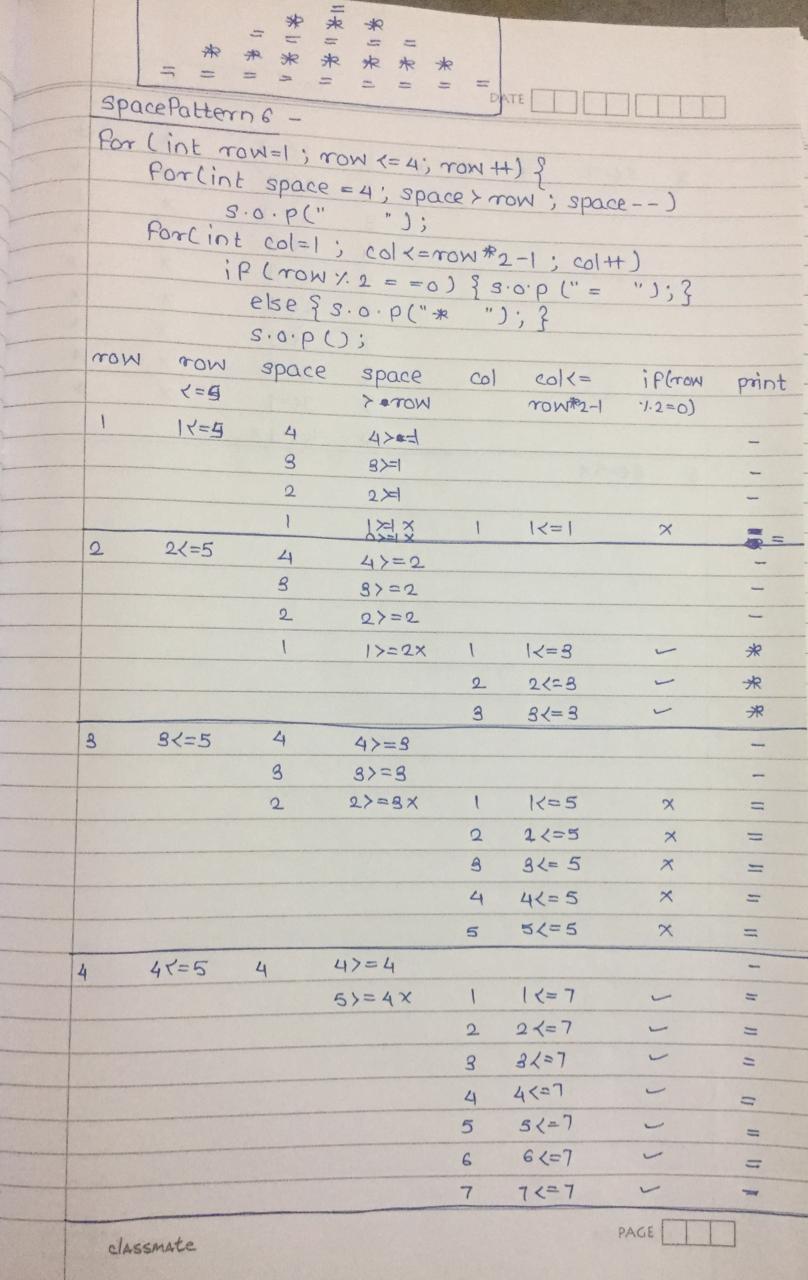 =
* * *
= = = = =
* * * * * * *
= = = = = = = = =
DATE
spacePattern6 -
for (int row=1 ; row <=4; row ++) {
for(int space =4; space > row ; space--)
s.o.p(" ");
for(int col=1 ; col<=row*2-1 ; col++)
if (row % 2 = =0) { s.o.p ("= "); }
else { s.o.p("* "); }
s.o.p();
row row space space col col<= if(row print
<=5 >=row row*2-1 %2=0)
1 1<=5 4 4>=1 -
3 3>=1 -
2 2>=1 -
1 1>=1 x 1 1<=1 x =
2 2<=5 4 4>=2 -
3 3>=2 -
2 2>=2 -
1 1>=2x 1 1<=3 ✓ *
2 2<=3 ✓ *
3 3<=3 ✓ *
3 3<=5 4 4>=3 -
3 3>=3 -
2 2>=3x 1 1<=5 x =
2 2<=5 x =
3 3<=5 x =
4 4<=5 x =
5 5<=5 x =
4 4<=5 4 4>=4 -
5>=4x 1 1<=7 ✓ =
2 2<=7 ✓ =
3 3<=7 ✓ =
4 4<=7 ✓ =
5 5<=7 ✓ =
6 6<=7 ✓ =
7 7<=7 ✓ =
classmate
PAGE